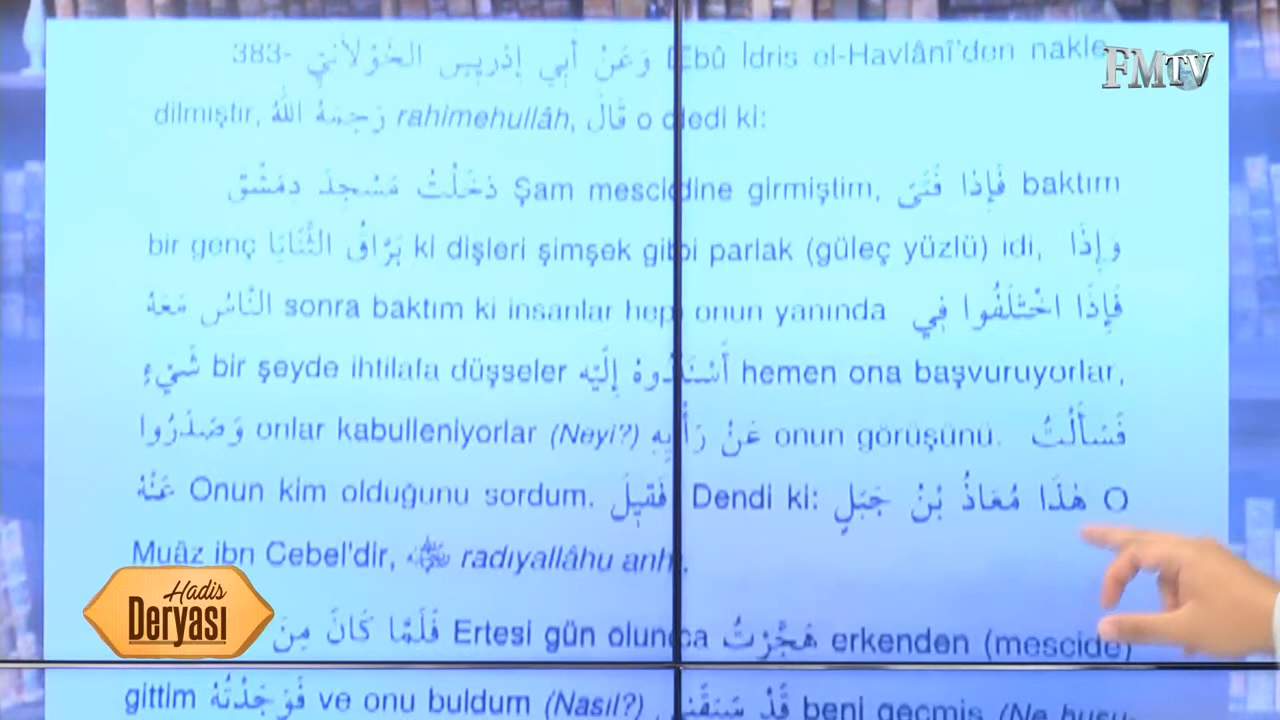 383- وَعَنْ أَبِي إِدْرِيسَ الْخَوْلَانِيِّ Ebû İdris el-Havlânî'den nakle-
FMTV
dilmiştir, رَحِمَهُ اللهُ rahimehullâh, قَالَ o dedi ki:
دَخَلْتُ مَسْجِدَ دِمَشْقَ Şam mescidine girmiştim, فَإِذَا فَتًى baktım
bir genç بَرَّاقُ الثَّنَايَا ki dişleri şimşek gibi parlak (güleç yüzlü) idi, وَإِذَا
النَّاسُ مَعَهُ sonra baktım ki insanlar hep onun yanında فَإِذَا اخْتَلَفُوا فِي
شَيْءٍ bir şeyde ihtilafa düşseler أَسْنَدُوهُ إِلَيْهِ hemen ona başvuruyorlar,
وَصَدَرُوا onlar kabulleniyorlar (Neyi?) عَنْ رَأْيِهِ onun görüşünü. فَسَأَلْتُ
عَنْهُ Onun kim olduğunu sordum. فَقِيلَ Dendi ki: هٰذَا مُعَاذُ بْنُ جَبَلٍ O
Muâz ibn Cebel'dir, radıyallâhu anh.
Hadis
Deryası
فَلَمَّا كَانَ مِنَ Ertesi gün olunca هَجَّرْتُ erkenden (mescide)
gittim فَوَجَدْتُهُ ve onu buldum (Nasıl?) قَدْ beni geçmiş (Ne husu